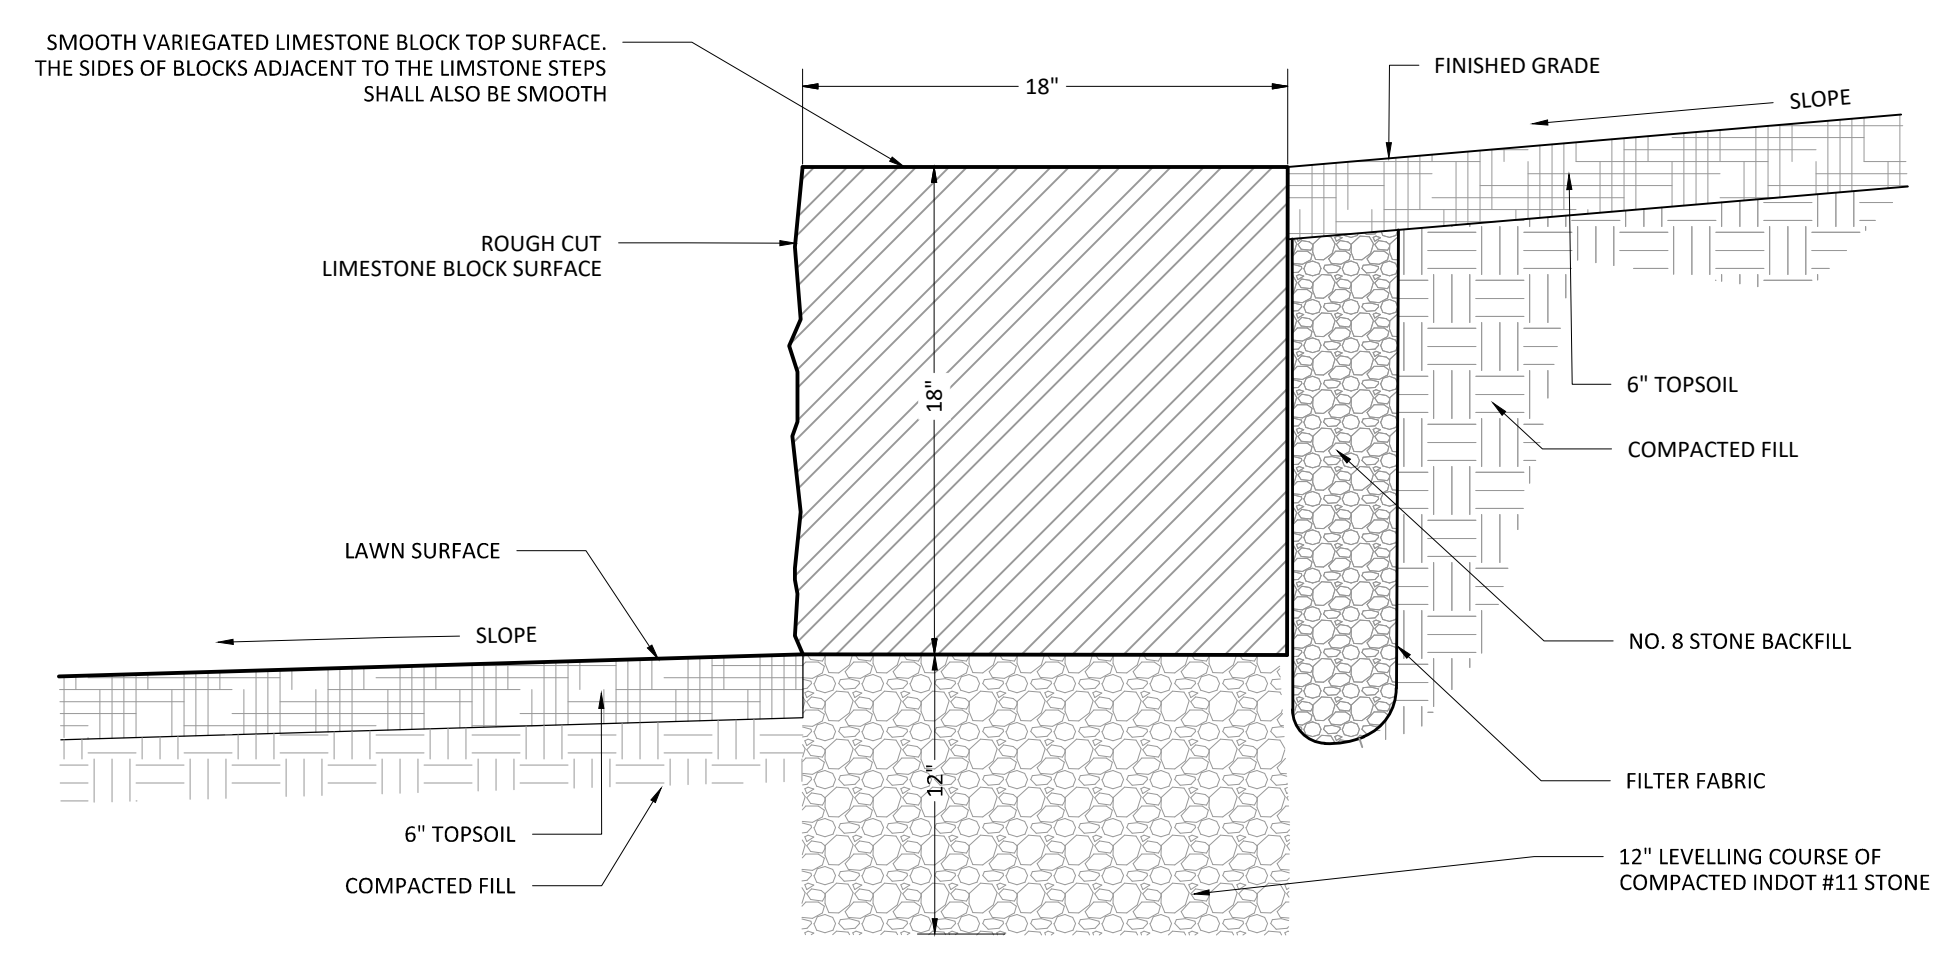 SMOOTH VARIEGATED LIMESTONE BLOCK TOP SURFACE.
THE SIDES OF BLOCKS ADJACENT TO THE LIMSTONE STEPS
SHALL ALSO BE SMOOTH
18"
FINISHED GRADE
SLOPE
ROUGH CUT
LIMESTONE BLOCK SURFACE
18"
6" TOPSOIL
COMPACTED FILL
LAWN SURFACE
SLOPE
NO. 8 STONE BACKFILL
12"
FILTER FABRIC
6" TOPSOIL
COMPACTED FILL
12" LEVELLING COURSE OF
COMPACTED INDOT #11 STONE